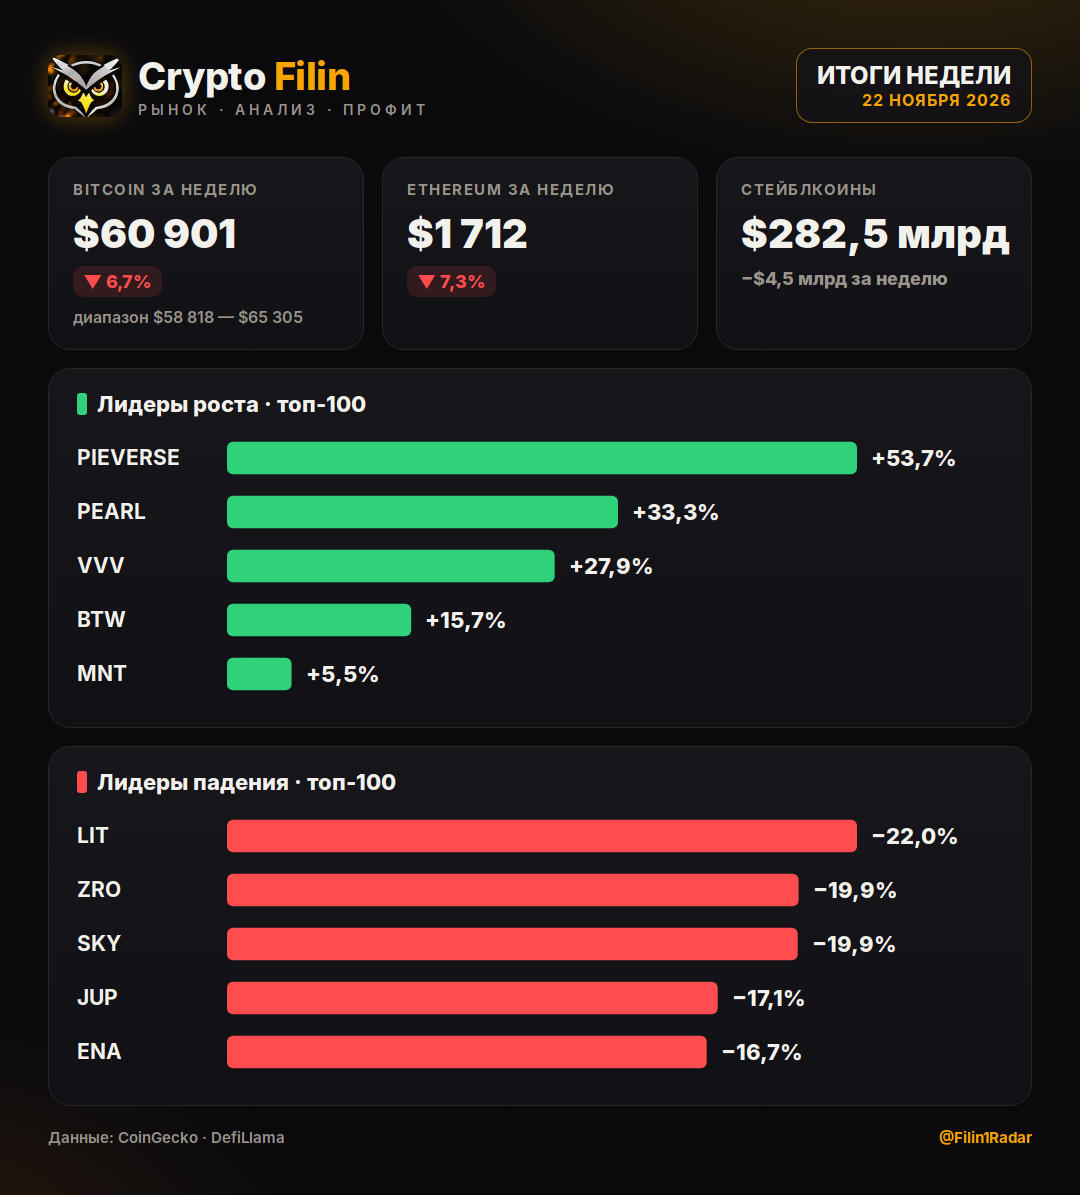 Crypto Filin
РЫНОК · АНАЛИЗ · ПРОФИТ
ИТОГИ НЕДЕЛИ
22 НОЯБРЯ 2026
BITCOIN ЗА НЕДЕЛЮ
$60 901
▼ 6,7%
диапазон $58 818 — $65 305
ETHEREUM ЗА НЕДЕЛЮ
$1 712
▼ 7,3%
СТЕЙБЛКОИНЫ
$282,5 млрд
−$4,5 млрд за неделю
Лидеры роста · топ-100
PIEVERSE +53,7%
PEARL +33,3%
VVV +27,9%
BTW +15,7%
MNT +5,5%
Лидеры падения · топ-100
LIT −22,0%
ZRO −19,9%
SKY −19,9%
JUP −17,1%
ENA −16,7%
Данные: CoinGecko · DefiLlama
@Filin1Radar